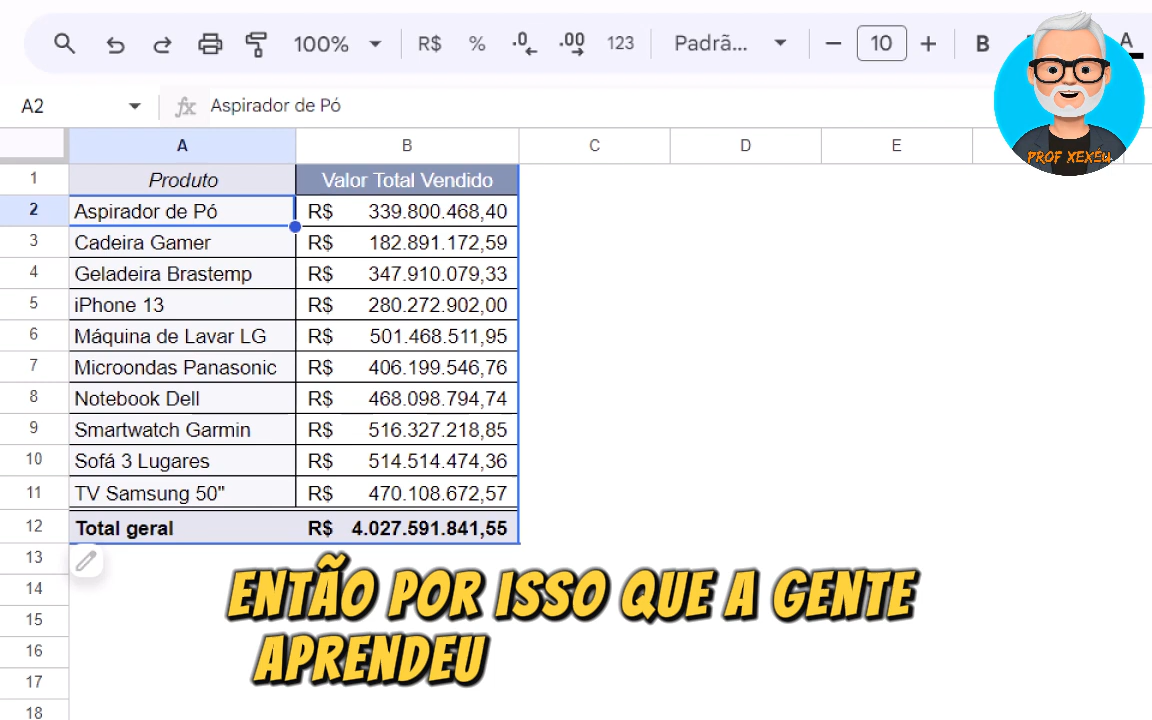 100% R$ % .0 .00 123 Padrã... 10 B A
A2 fx Aspirador de Pó
PROF XEXÉU
A B C D E
1 Produto Valor Total Vendido
2 Aspirador de Pó R$ 339.800.468,40
3 Cadeira Gamer R$ 182.891.172,59
4 Geladeira Brastemp R$ 347.910.079,33
5 iPhone 13 R$ 280.272.902,00
6 Máquina de Lavar LG R$ 501.468.511,95
7 Microondas Panasonic R$ 406.199.546,76
8 Notebook Dell R$ 468.098.794,74
9 Smartwatch Garmin R$ 516.327.218,85
10 Sofá 3 Lugares R$ 514.514.474,36
11 TV Samsung 50" R$ 470.108.672,57
12 Total geral R$ 4.027.591.841,55
13
14
15
16
17
18
ENTÃO POR ISSO QUE A GENTE
APRENDEU